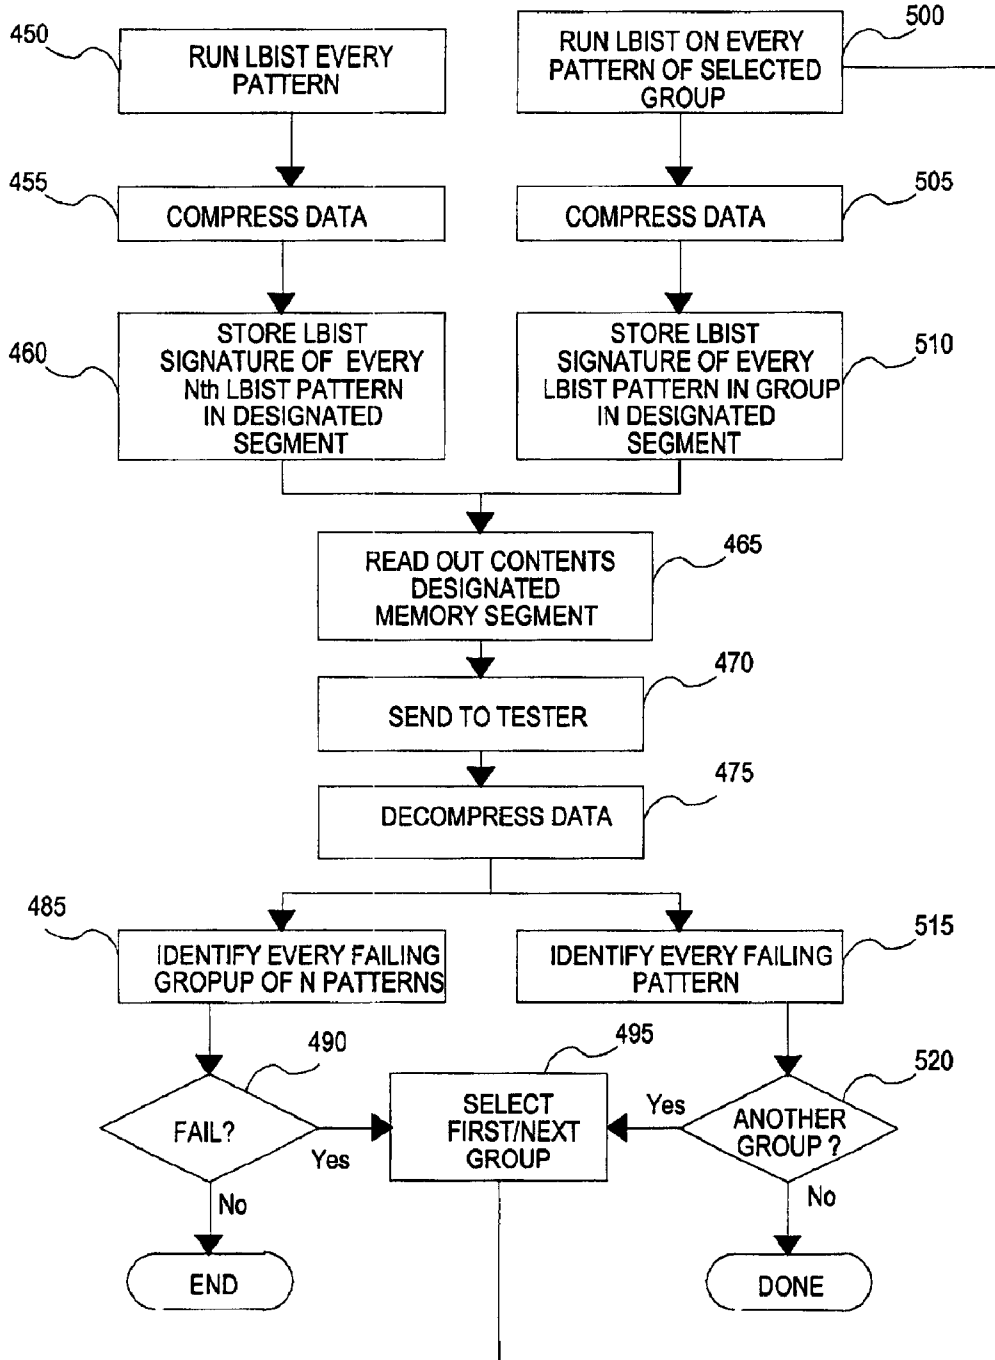 450
RUN LBIST EVERY
PATTERN
500
RUN LBIST ON EVERY
PATTERN OF SELECTED
GROUP
455
COMPRESS DATA
505
COMPRESS DATA
460
STORE LBIST
SIGNATURE OF EVERY
Nth LBIST PATTERN
IN DESIGNATED
SEGMENT
510
STORE LBIST
SIGNATURE OF EVERY
LBIST PATTERN IN GROUP
IN DESIGNATED
SEGMENT
465
READ OUT CONTENTS
DESIGNATED
MEMORY SEGMENT
470
SEND TO TESTER
475
DECOMPRESS DATA
485
IDENTIFY EVERY FAILING
GROPUP OF N PATTERNS
515
IDENTIFY EVERY FAILING
PATTERN
490
FAIL?
Yes
No
END
495
SELECT
FIRST/NEXT
GROUP
520
ANOTHER
GROUP ?
Yes
No
DONE